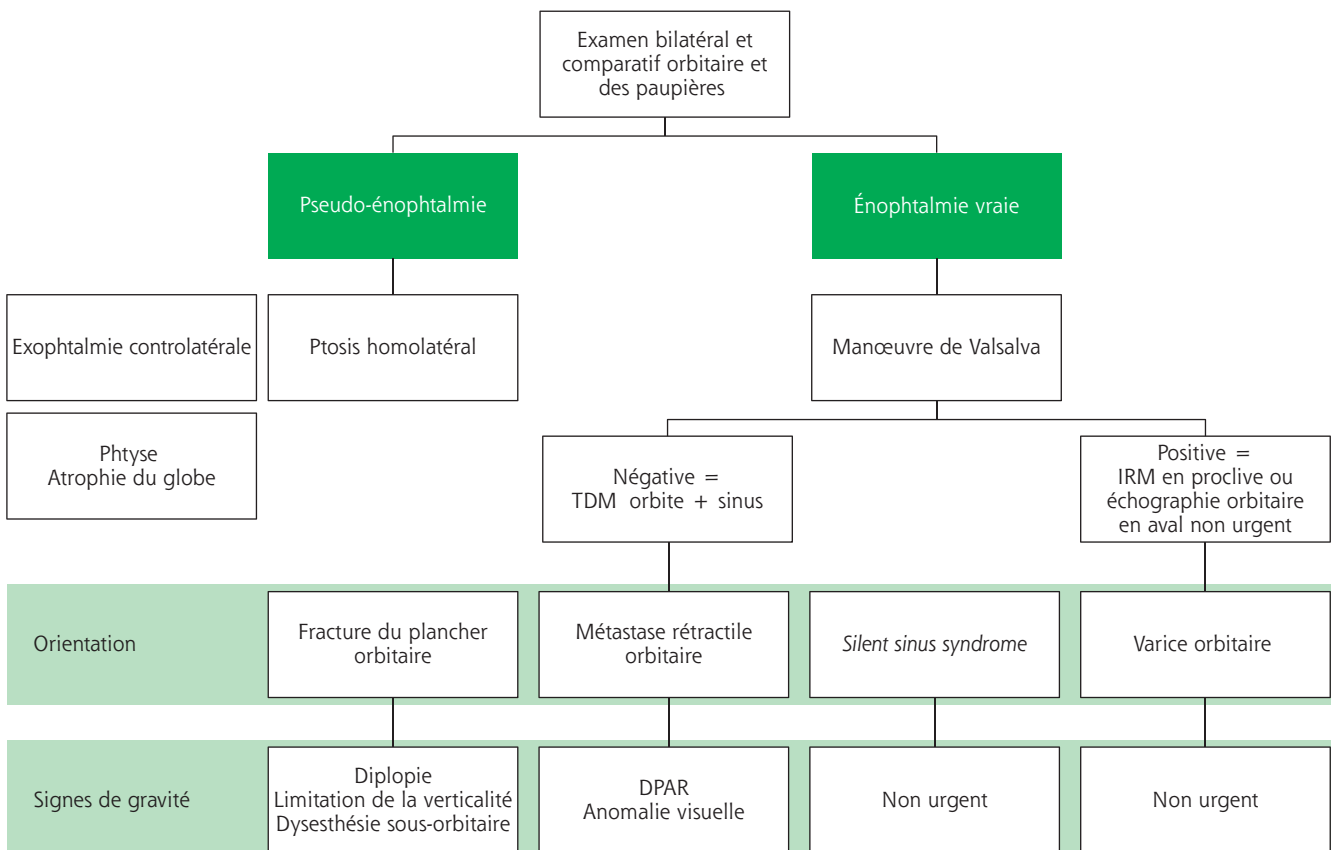 Examen bilatéral et
comparatif orbitaire et
des paupières
Pseudo-énophtalmie
Énophtalmie vraie
Exophtalmie controlatérale
Ptosis homolatéral
Manœuvre de Valsalva
Phtyse
Atrophie du globe
Négative =
TDM orbite + sinus
Positive =
IRM en proclive ou
échographie orbitaire
en aval non urgent
Orientation
Fracture du plancher
orbitaire
Métastase rétractile
orbitaire
Silent sinus syndrome
Varice orbitaire
Signes de gravité
Diplopie
Limitation de la verticalité
Dysesthésie sous-orbitaire
DPAR
Anomalie visuelle
Non urgent
Non urgent